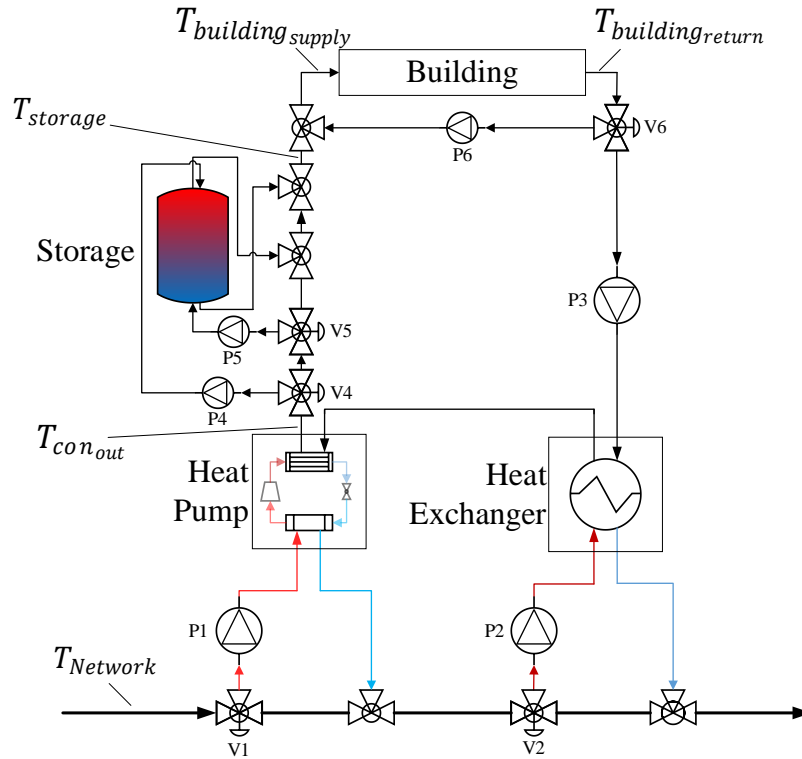 T_building_supply
T_building_return
Building
T_storage
V6
P6
Storage
P3
P5
V5
P4
V4
T_con_out
Heat
Pump
Heat
Exchanger
P1
P2
T_Network
V1
V2